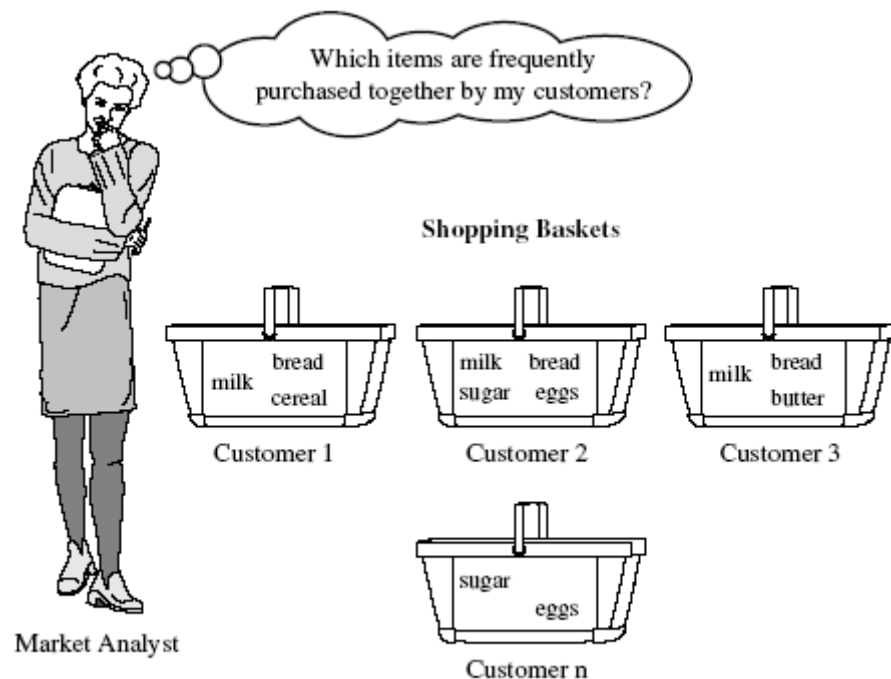 Which items are frequently
purchased together by my customers?
Shopping Baskets
milk
bread
cereal
Customer 1
milk bread
sugar eggs
Customer 2
milk
bread
butter
Customer 3
sugar
eggs
Customer n
Market Analyst